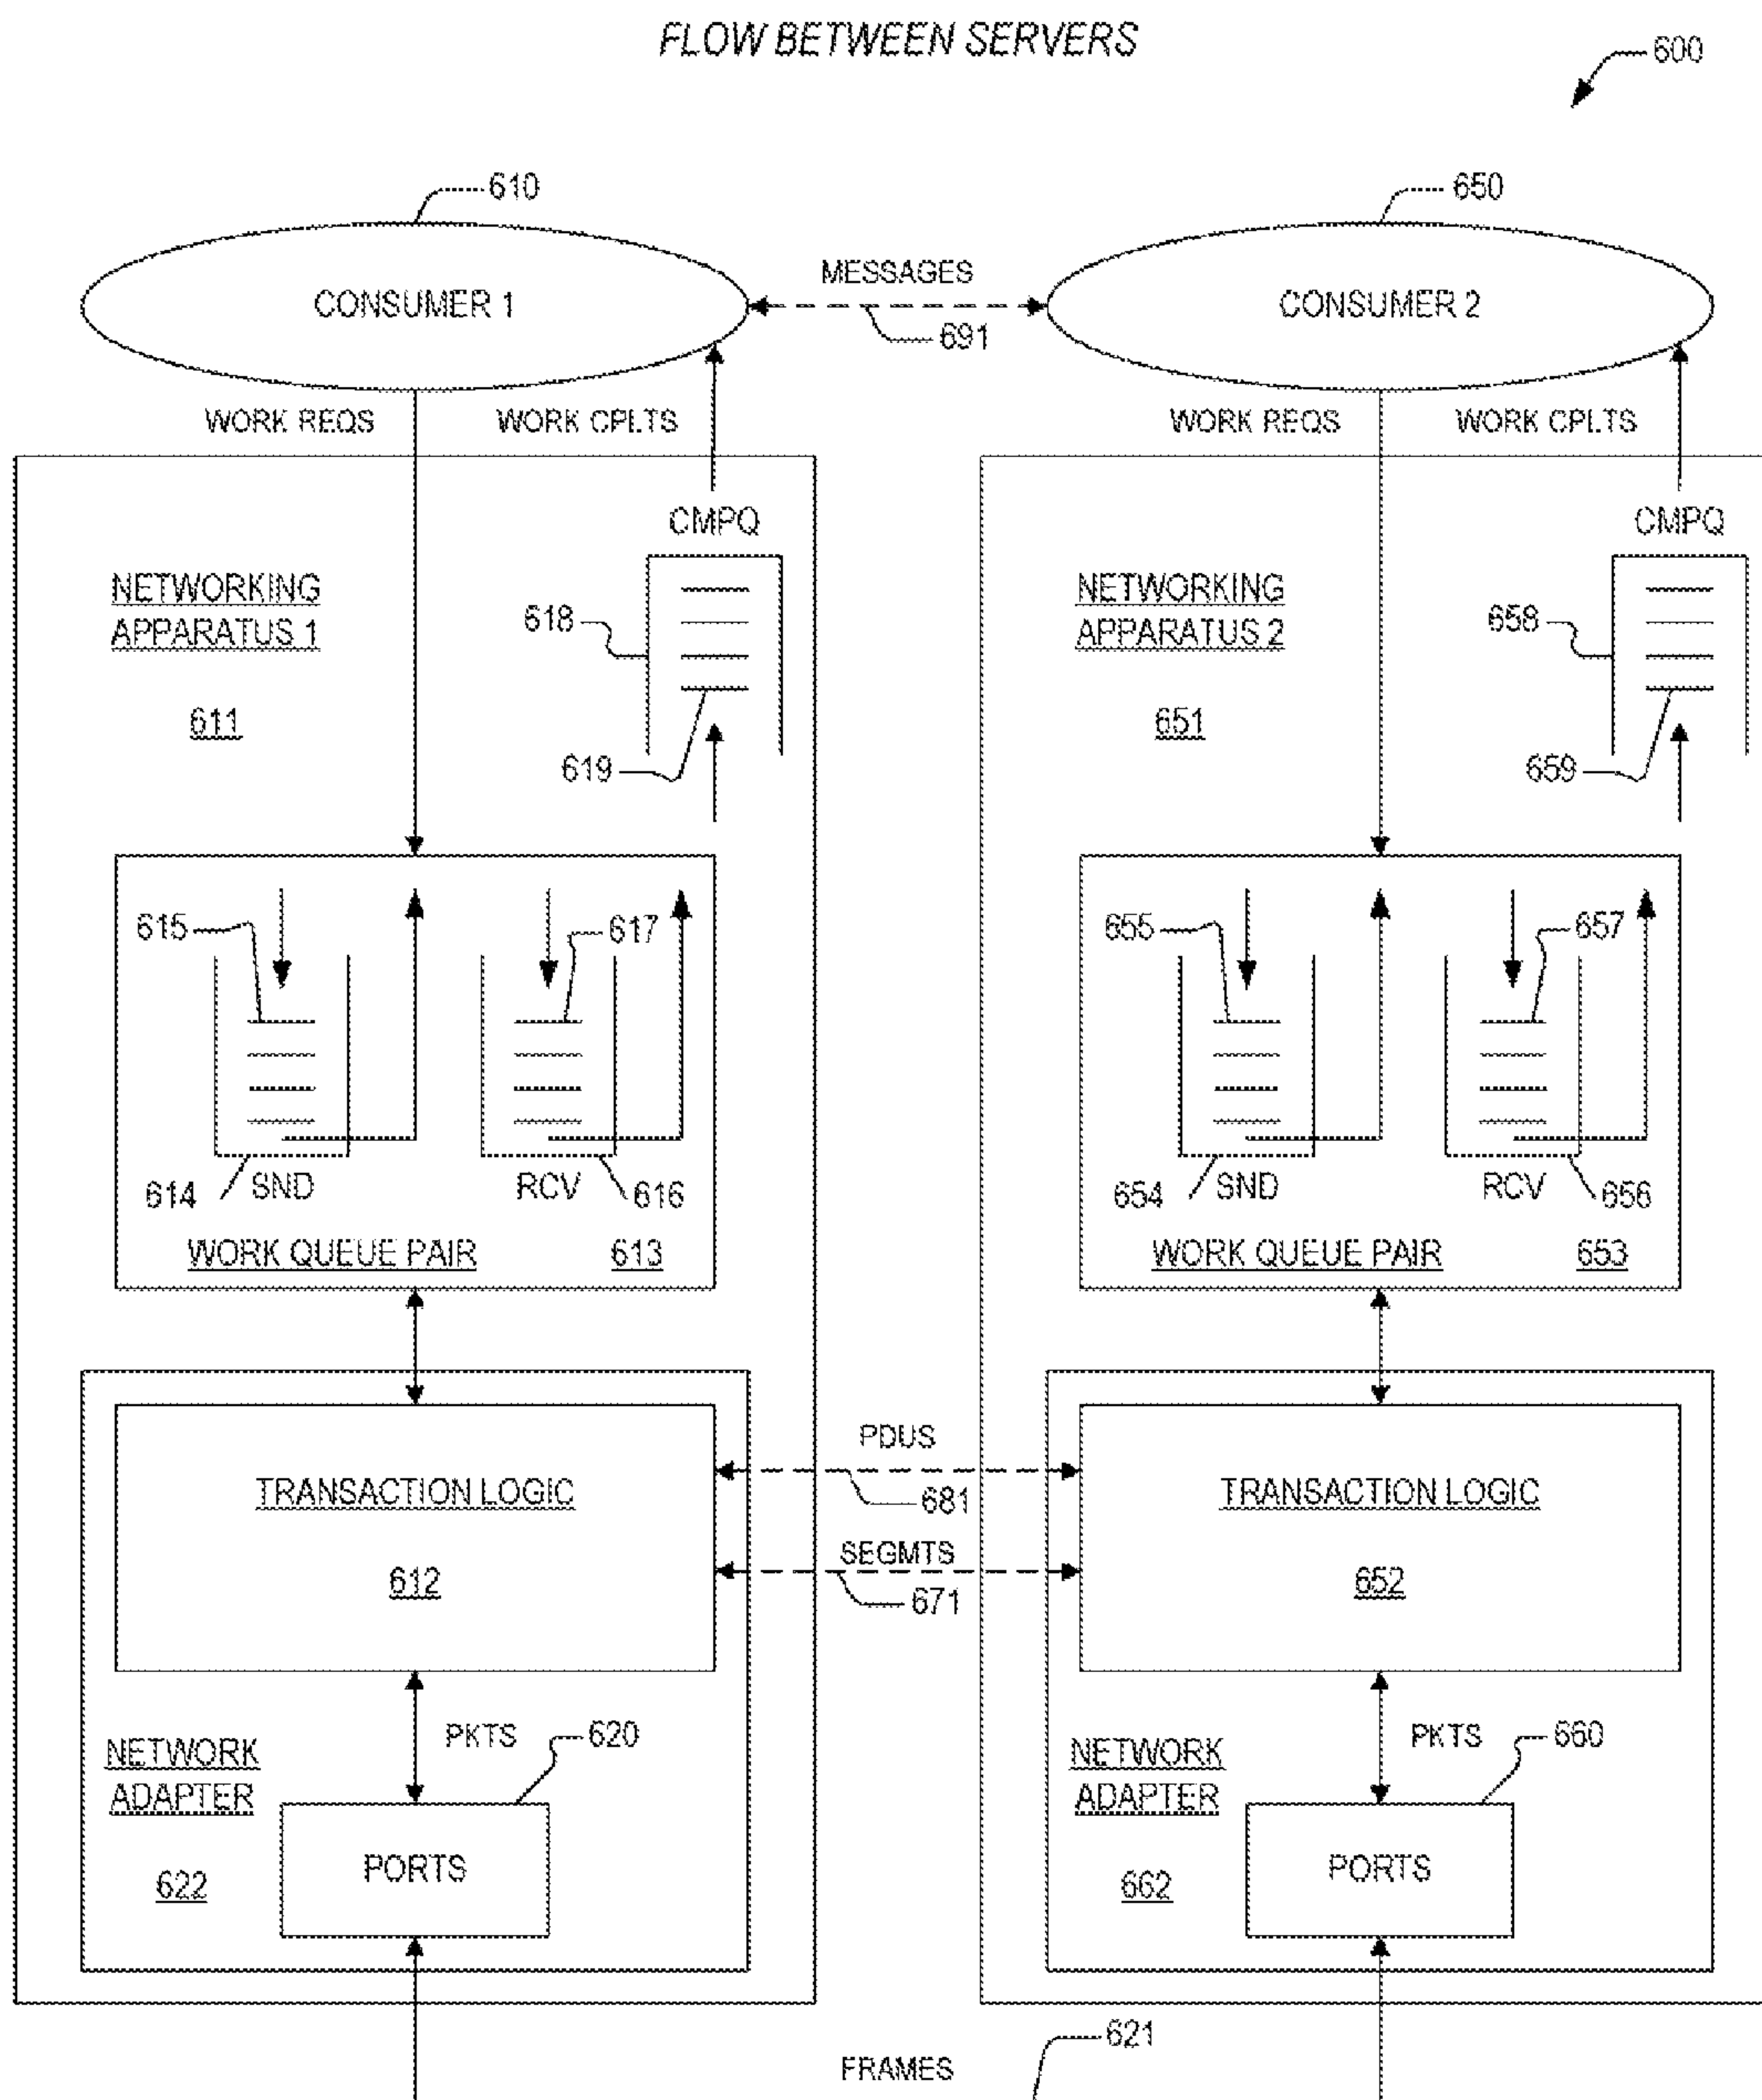 FLOW BETWEEN SERVERS
600
610
650
CONSUMER 1
MESSAGES
691
CONSUMER 2
WORK REQS
WORK CPLTS
WORK REQS
WORK CPLTS
NETWORKING
APPARATUS 1
611
CMPQ
618
619
NETWORKING
APPARATUS 2
651
CMPQ
658
659
615
617
614
SND
RCV
616
WORK QUEUE PAIR
613
655
657
654
SND
RCV
656
WORK QUEUE PAIR
653
TRANSACTION LOGIC
612
PDUS
681
SEGMTS
671
TRANSACTION LOGIC
652
NETWORK
ADAPTER
622
PKTS
620
PORTS
NETWORK
ADAPTER
662
PKTS
660
PORTS
FRAMES
621